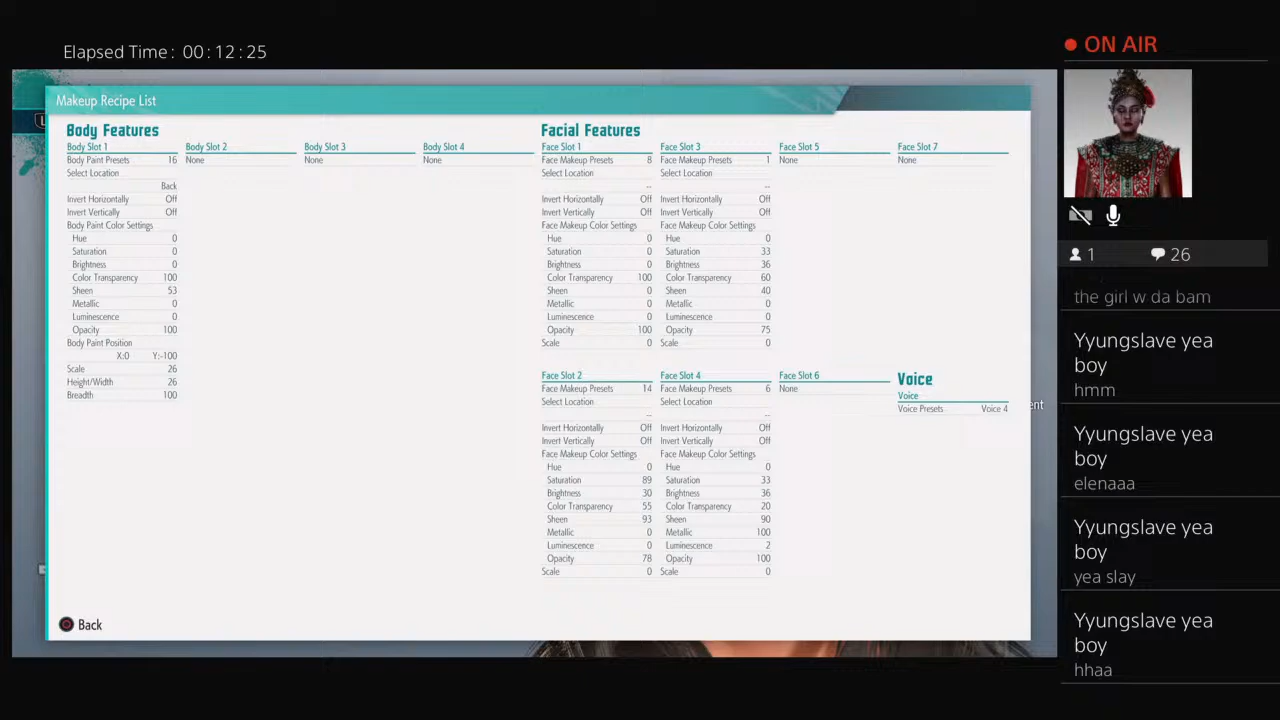 Elapsed Time: 00:12:25
ON AIR
Makeup Recipe List
Body Features
Body Slot 1 Body Slot 2 Body Slot 3 Body Slot 4
Body Paint Presets 16 None None None
Select Location
Back
Invert Horizontally Off
Invert Vertically Off
Body Paint Color Settings
Hue 0
Saturation 0
Brightness 0
Color Transparency 100
Sheen 53
Metallic 0
Luminescence 0
Opacity 100
Body Paint Position
X:0 Y:-100
Scale 26
Height/Width 26
Breadth 100
Facial Features
Face Slot 1 Face Slot 3 Face Slot 5 Face Slot 7
Face Makeup Presets 8 Face Makeup Presets 1 None None
Select Location Select Location
-- --
Invert Horizontally Off Invert Horizontally Off
Invert Vertically Off Invert Vertically Off
Face Makeup Color Settings Face Makeup Color Settings
Hue 0 Hue 0
Saturation 0 Saturation 33
Brightness 0 Brightness 36
Color Transparency 100 Color Transparency 60
Sheen 0 Sheen 40
Metallic 0 Metallic 0
Luminescence 0 Luminescence 0
Opacity 100 Opacity 75
Scale 0 Scale 0
Face Slot 2 Face Slot 4 Face Slot 6
Face Makeup Presets 14 Face Makeup Presets 6 None
Select Location Select Location
-- --
Invert Horizontally Off Invert Horizontally Off
Invert Vertically Off Invert Vertically Off
Face Makeup Color Settings Face Makeup Color Settings
Hue 0 Hue 0
Saturation 89 Saturation 33
Brightness 30 Brightness 36
Color Transparency 55 Color Transparency 20
Sheen 93 Sheen 90
Metallic 0 Metallic 100
Luminescence 0 Luminescence 2
Opacity 78 Opacity 100
Scale 0 Scale 0
Voice
Voice
Voice Presets Voice 4
ent
Back
1 26
the girl w da bam
Yyungslave yea
boy
hmm
Yyungslave yea
boy
elenaaa
Yyungslave yea
boy
yea slay
Yyungslave yea
boy
hhaa